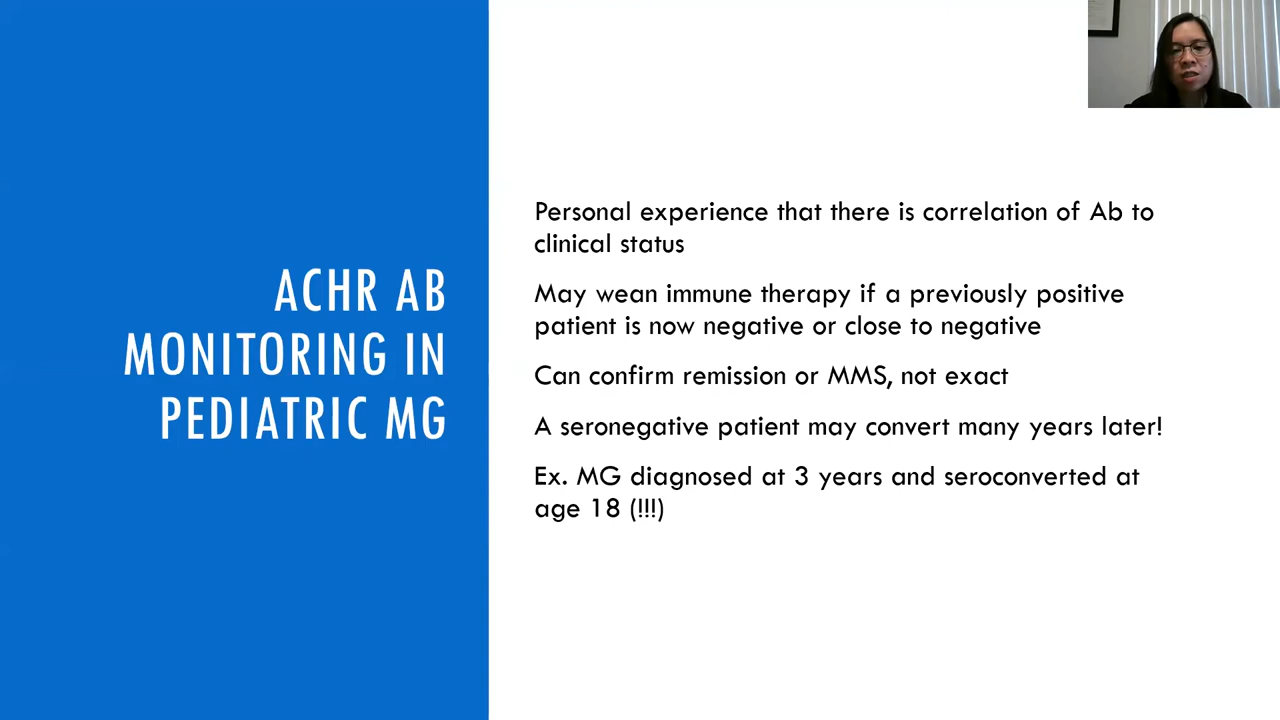 ACHR AB
MONITORING IN
PEDIATRIC MG
Personal experience that there is correlation of Ab to
clinical status
May wean immune therapy if a previously positive
patient is now negative or close to negative
Can confirm remission or MMS, not exact
A seronegative patient may convert many years later!
Ex. MG diagnosed at 3 years and seroconverted at
age 18 (!!!)